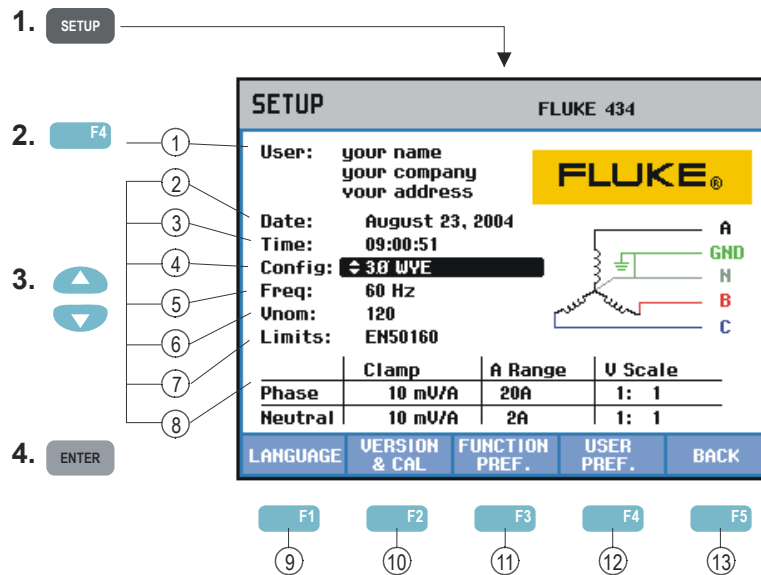 1. SETUP
SETUP FLUKE 434
2. F4
1 User: your name
your company
your address
FLUKE®
2 Date: August 23, 2004
3 Time: 09:00:51
4 Config: 3Ø WYE
5 Freq: 60 Hz
6 Vnom: 120
7 Limits: EN50160
A
GND
N
B
C
3.
8 Clamp A Range V Scale
Phase 10 mV/A 20A 1: 1
Neutral 10 mV/A 2A 1: 1
4. ENTER
LANGUAGE VERSION & CAL FUNCTION PREF. USER PREF. BACK
F1 F2 F3 F4 F5
9 10 11 12 13